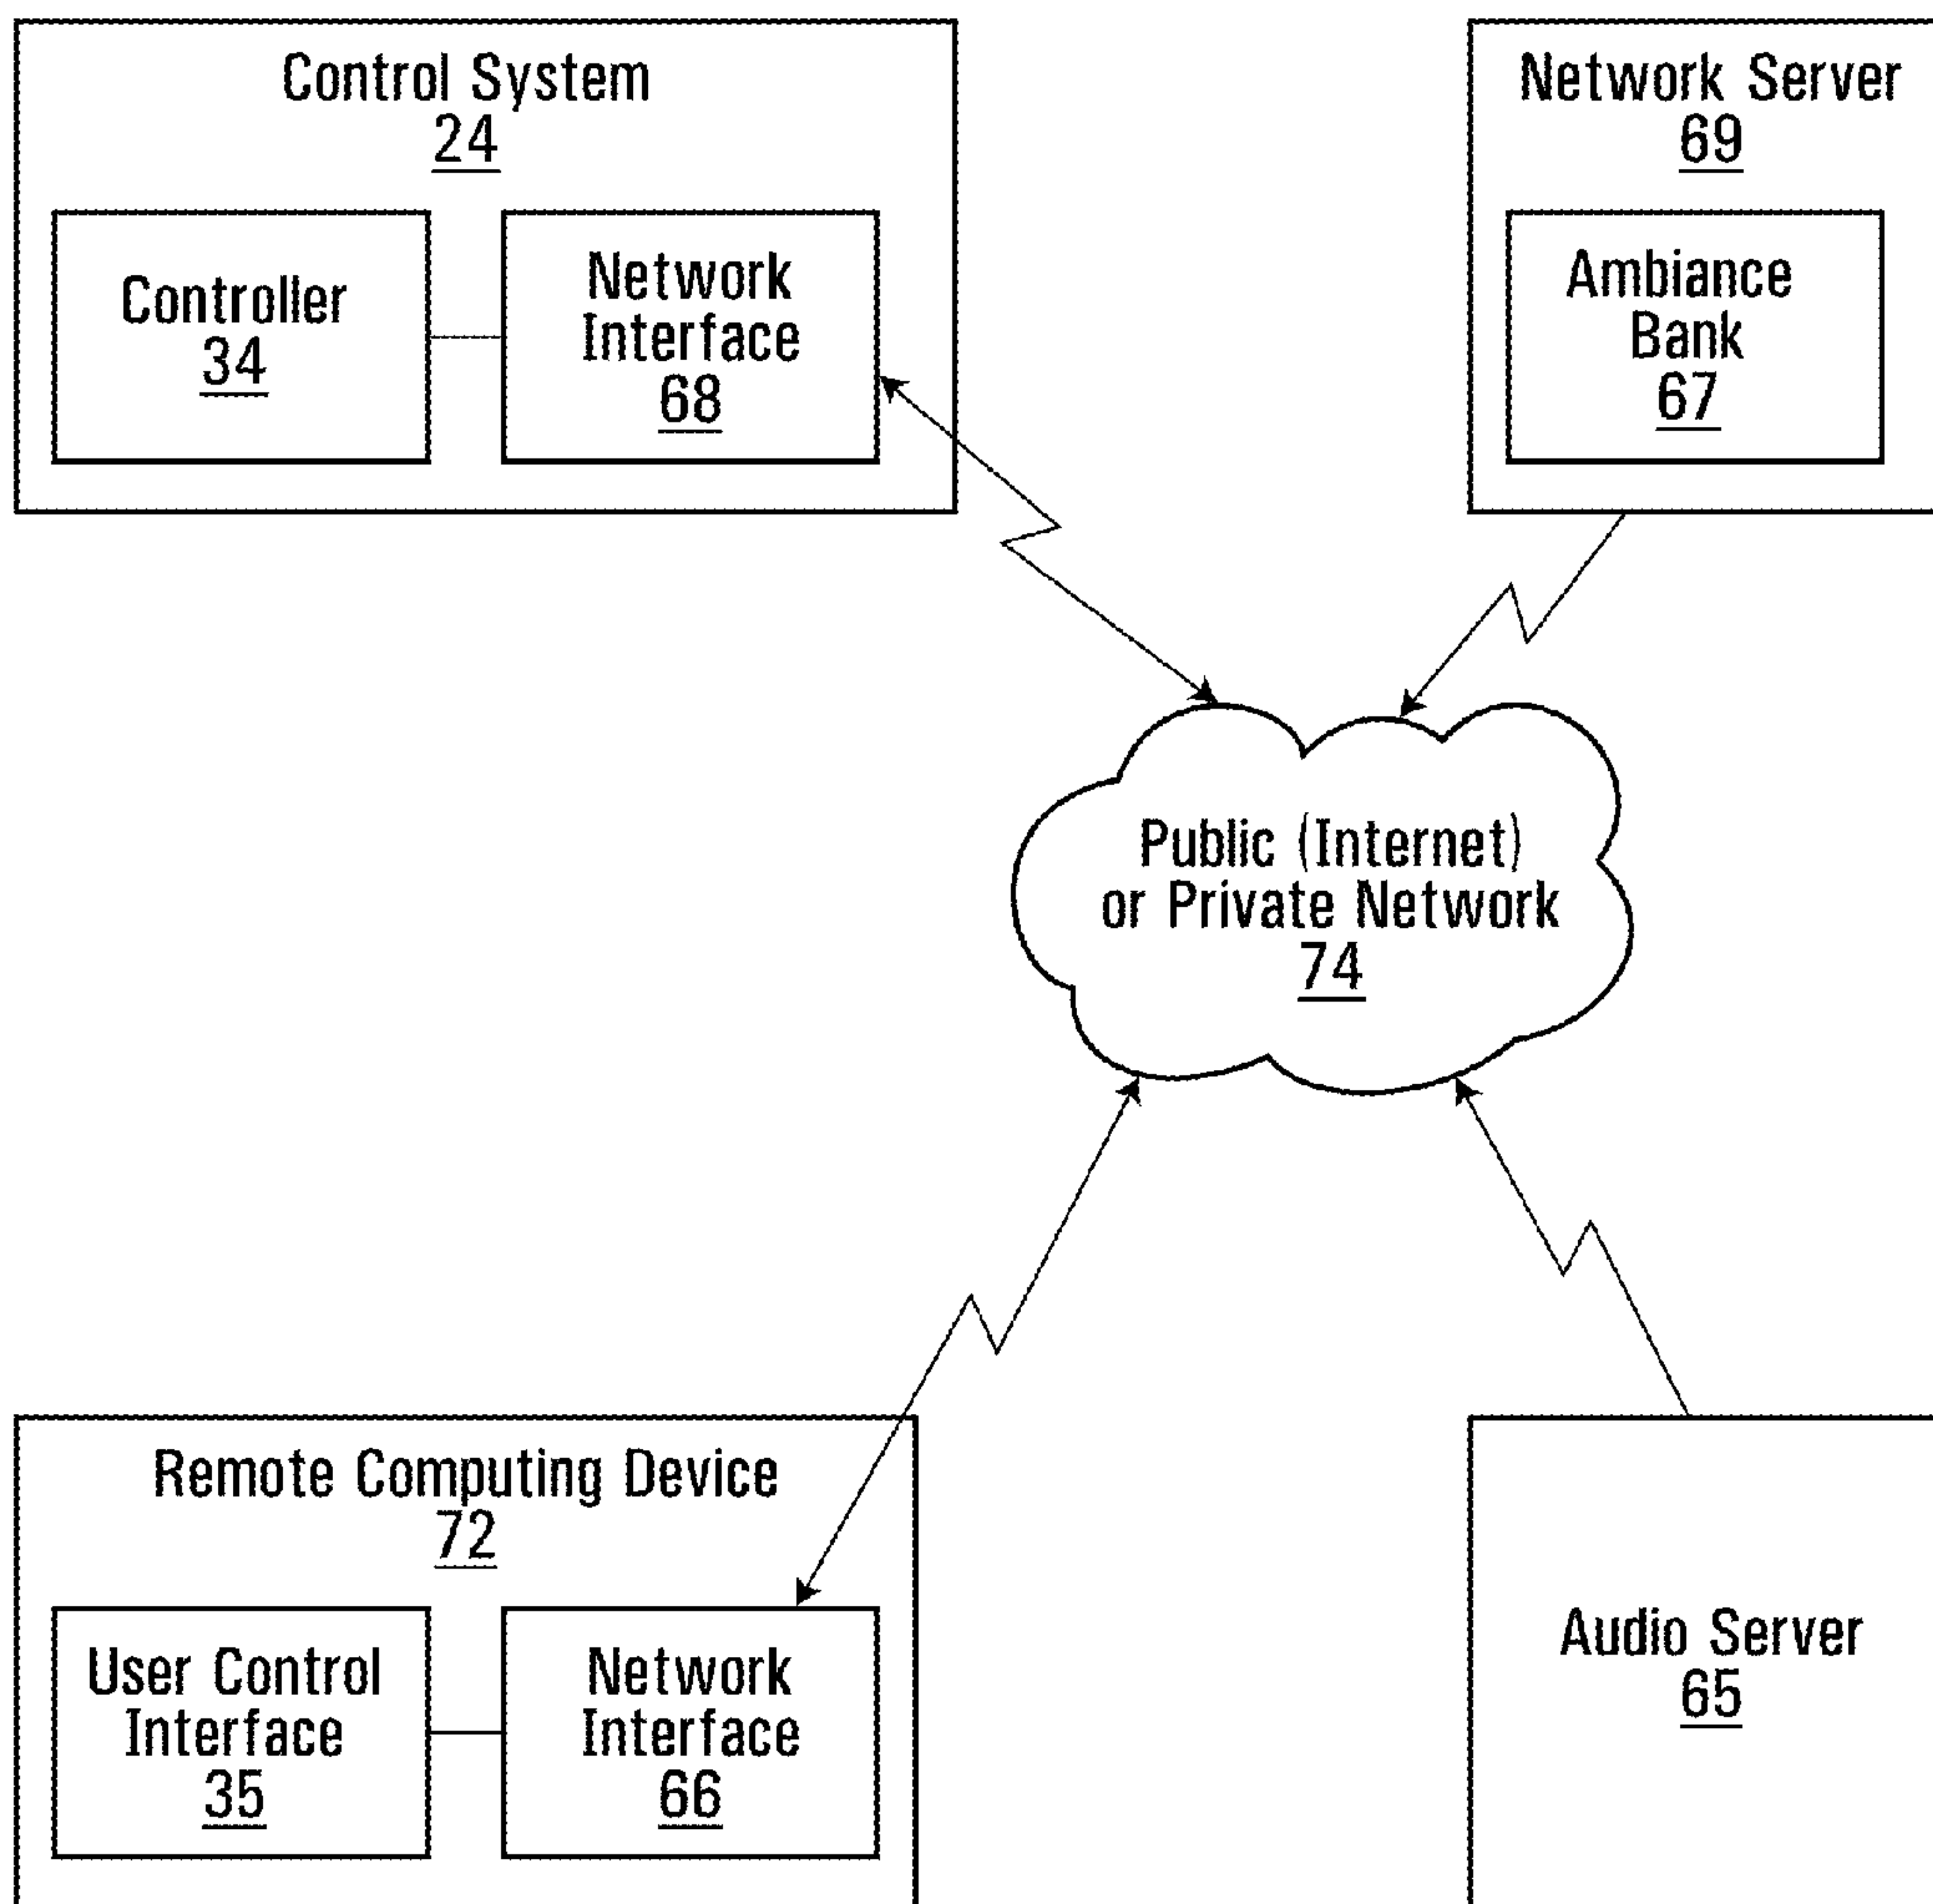 Control System
24
Controller
34
Network
Interface
68
Network Server
69
Ambiance
Bank
67
Public (Internet)
or Private Network
74
Remote Computing Device
72
User Control
Interface
35
Network
Interface
66
Audio Server
65